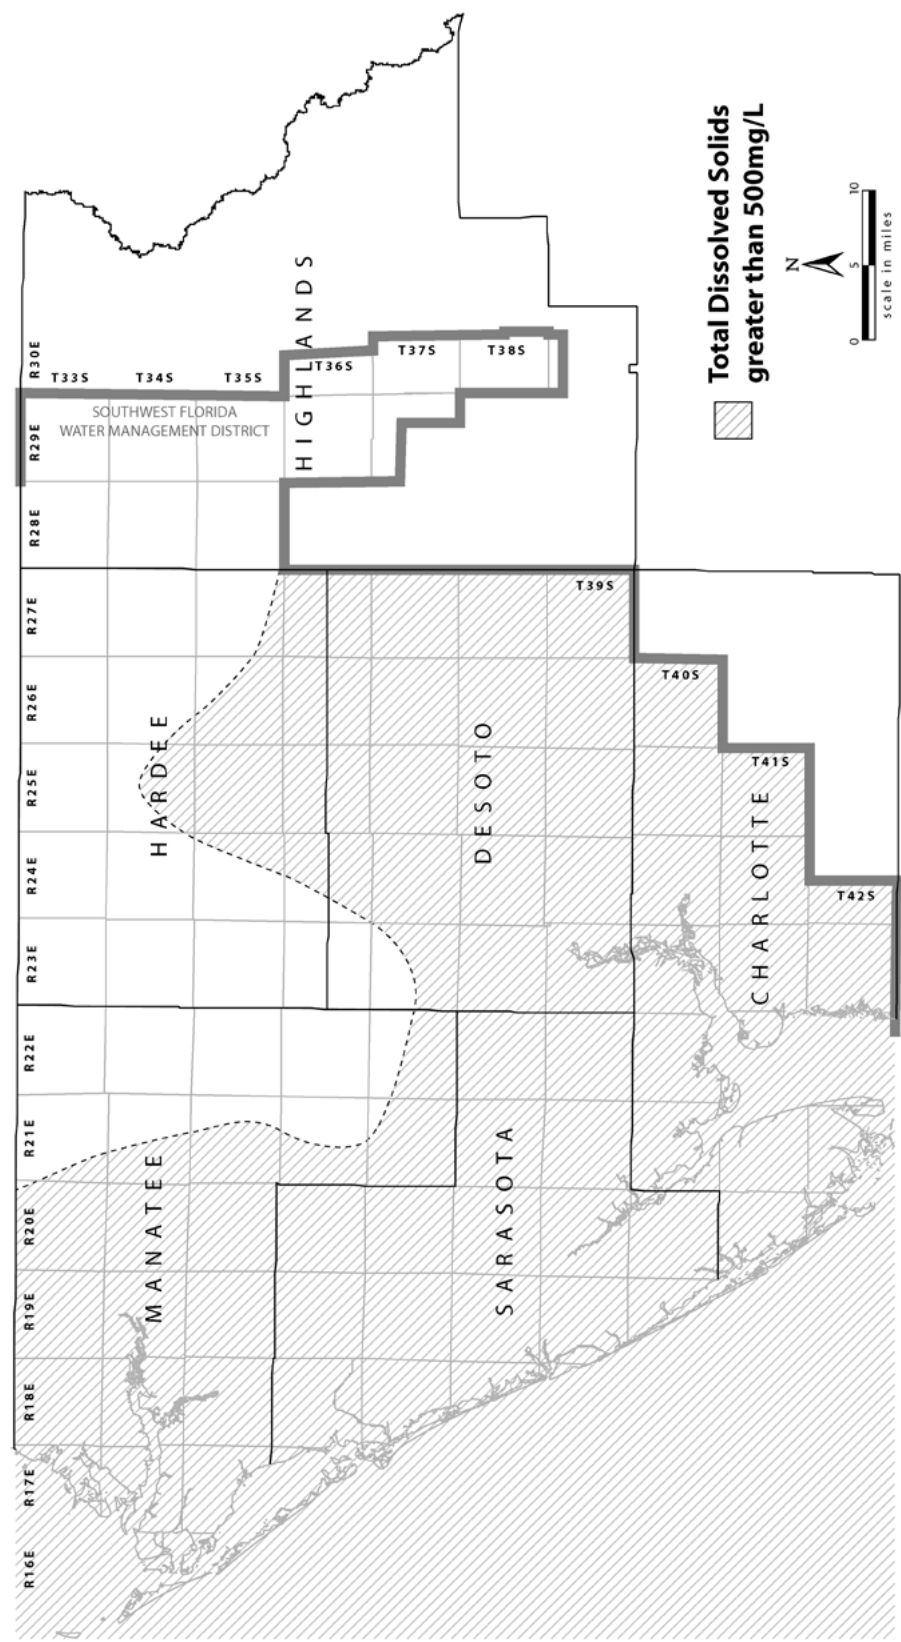 R16E
R17E
R18E
R19E
R20E
R21E
R22E
R23E
R24E
R25E
R26E
R27E
R28E
R29E
R30E
T33S
T34S
T35S
T36S
T37S
T38S
T39S
T40S
T41S
T42S
SOUTHWEST FLORIDA
WATER MANAGEMENT DISTRICT
HIGHLANDS
HARDEE
DESOTO
MANATEE
SARASOTA
CHARLOTTE
Total Dissolved Solids
greater than 500mg/L
N
0 5 10
scale in miles